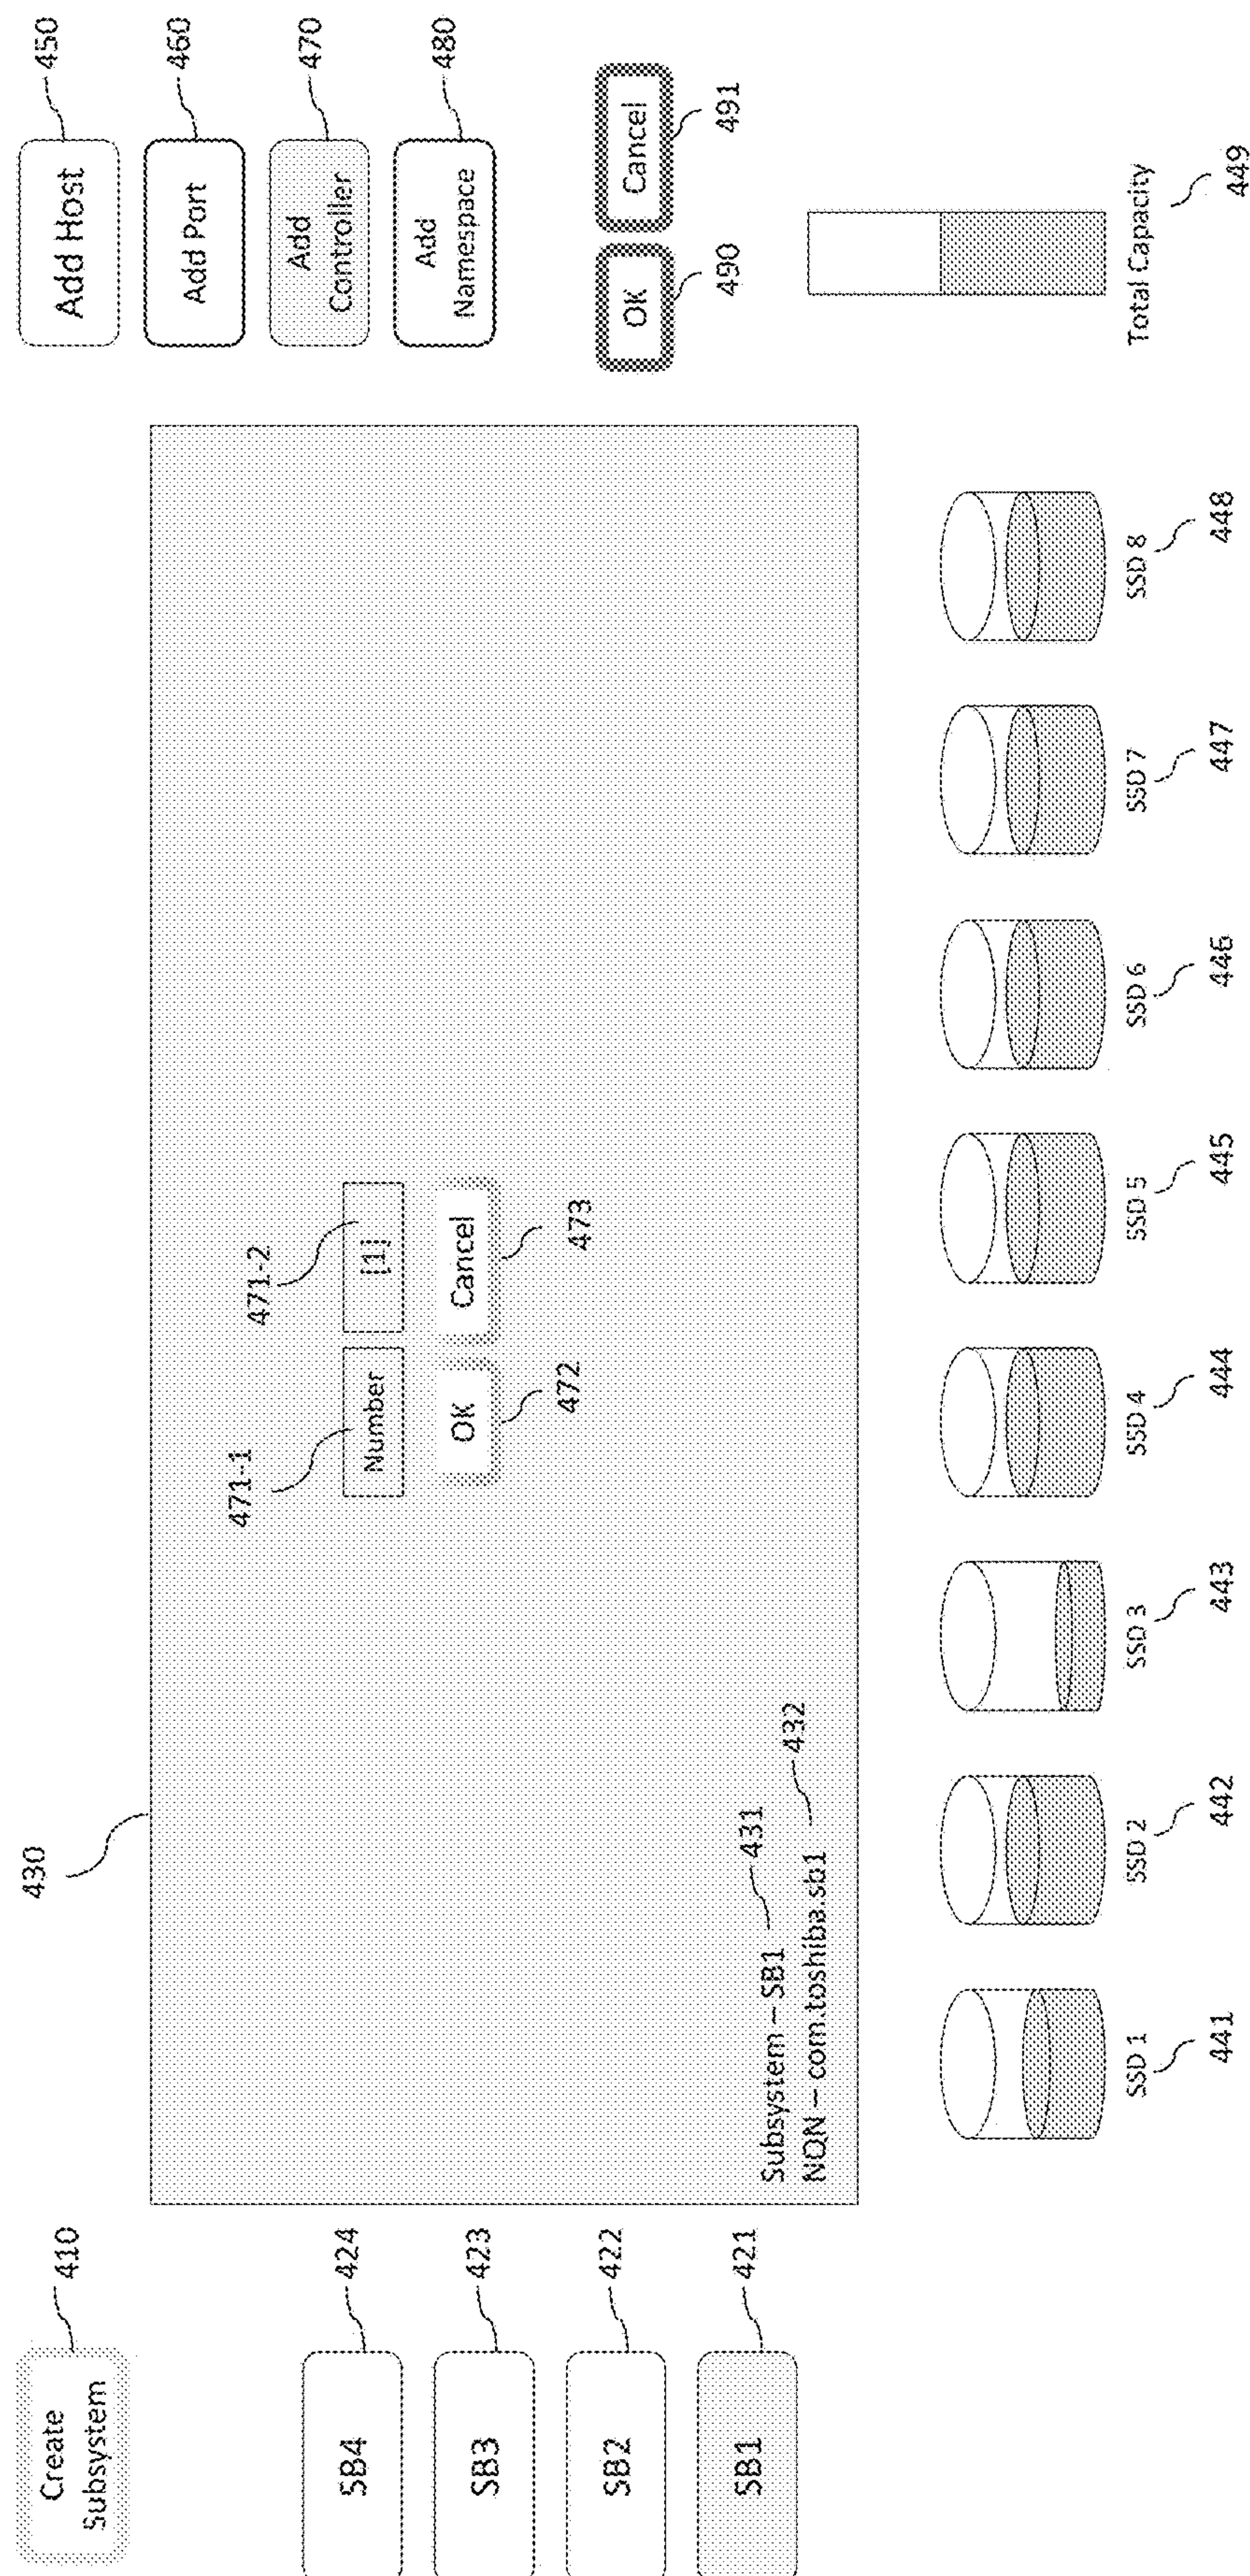 Create
Subsystem
410
430
Add Host
450
Add Port
460
Add
Controller
470
Add
Namespace
480
SB4
424
SB3
423
SB2
422
SB1
421
471-1
471-2
Number
[1]
OK
Cancel
472
473
Subsystem – SB1
431
NQN – com.toshiba.sb1
432
OK
Cancel
490
491
SSD 1
SSD 2
SSD 3
SSD 4
SSD 5
SSD 6
SSD 7
SSD 8
Total Capacity
441
442
443
444
445
446
447
448
449